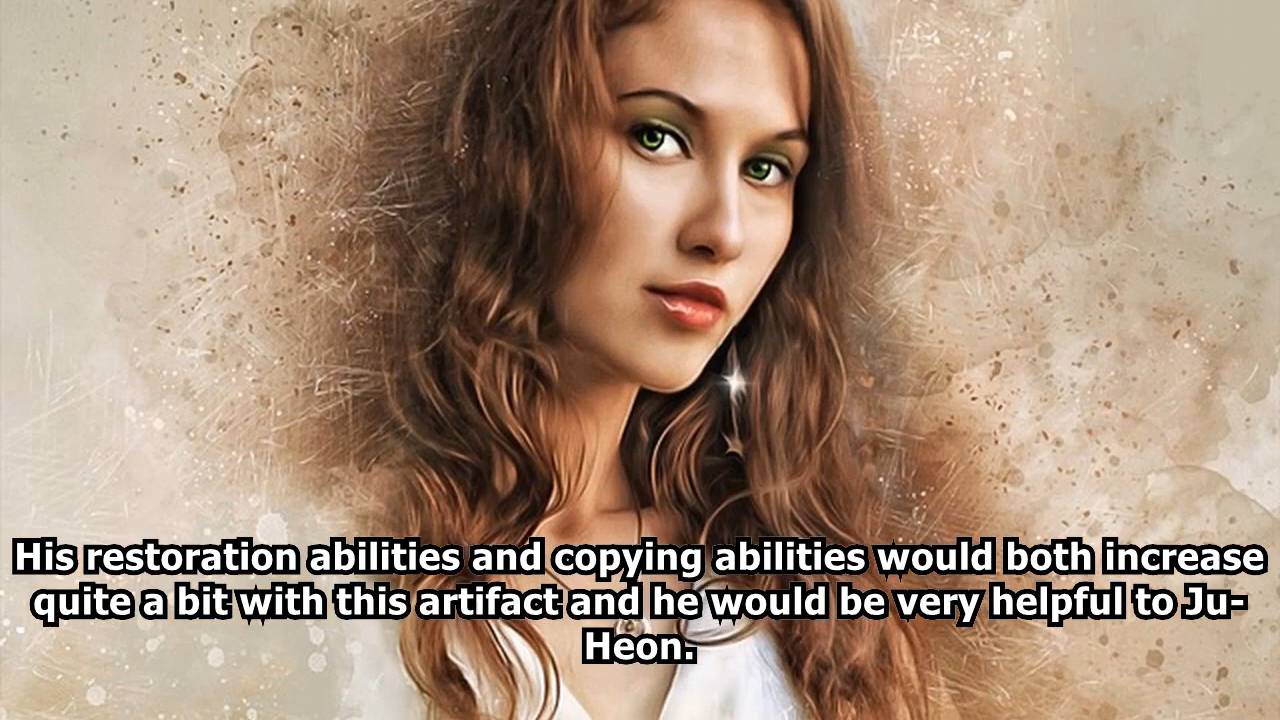 His restoration abilities and copying abilities would both increase
quite a bit with this artifact and he would be very helpful to Ju-
Heon.